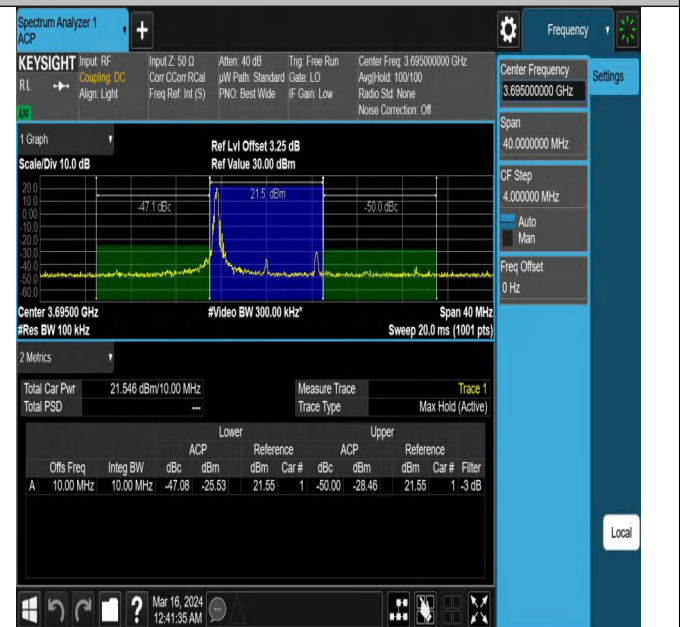 Spectrum Analyzer 1
ACP
Frequency
KEYSIGHT
Input: RF
Coupling: DC
Align: Light
Input Z: 50 Ω
Corr CCorr RCal
Freq Ref: Int (S)
Atten: 40 dB
µW Path: Standard
PNO: Best Wide
Trig: Free Run
Gate: LO
IF Gain: Low
Center Freq: 3.695000000 GHz
Avg|Hold: 100/100
Radio Std: None
Noise Correction: Off
R L
Center Frequency
3.695000000 GHz
Settings
Span
40.0000000 MHz
CF Step
4.000000 MHz
Auto
Man
Freq Offset
0 Hz
1 Graph
Scale/Div 10.0 dB
Ref Lvl Offset 3.25 dB
Ref Value 30.00 dBm
20.0
10.0
0.00
-10.0
-20.0
-30.0
-40.0
-50.0
-60.0
-47.1 dBc
21.5 dBm
-50.0 dBc
Center 3.69500 GHz
#Video BW 300.00 kHz*
Span 40 MHz
#Res BW 100 kHz
Sweep 20.0 ms (1001 pts)
2 Metrics
Total Car Pwr 21.546 dBm/10.00 MHz
Total PSD ---
Measure Trace Trace 1
Trace Type Max Hold (Active)
Lower Upper
ACP Reference ACP Reference
Offs Freq Integ BW dBc dBm dBm Car # dBc dBm dBm Car # Filter
A 10.00 MHz 10.00 MHz -47.08 -25.53 21.55 1 -50.00 -28.46 21.55 1 -3 dB
Local
?
Mar 16, 2024
12:41:35 AM